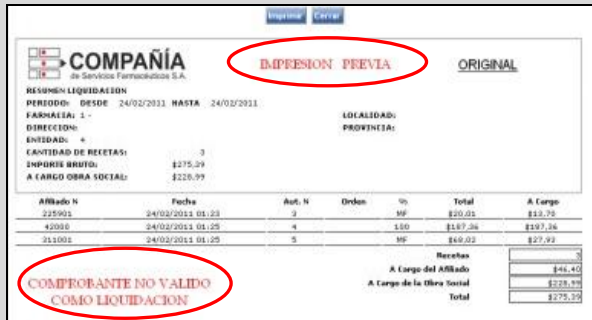 Imprimir Cerrar
COMPAÑÍA
de Servicios Farmacéuticos S.A.
IMPRESION PREVIA
ORIGINAL
RESUMEN LIQUIDACION
PERIODO: DESDE 24/02/2011 HASTA 24/02/2011
FARMACIA: 1 - LOCALIDAD:
DIRECCION: PROVINCIA:
ENTIDAD: 4
CANTIDAD DE RECETAS: 3
IMPORTE BRUTO: $275,39
A CARGO OBRA SOCIAL: $228,99
Afiliado N Fecha Aut. N Orden % Total A Cargo
225901 24/02/2011 01:23 3 MF $20,01 $13,70
42000 24/02/2011 01:25 4 100 $187,36 $187,36
311001 24/02/2011 01:25 5 MF $68,02 $27,93
Recetas 3
A Cargo del Afiliado $46,40
A Cargo de la Obra Social $228,99
Total $275,39
COMPROBANTE NO VALIDO
COMO LIQUIDACION